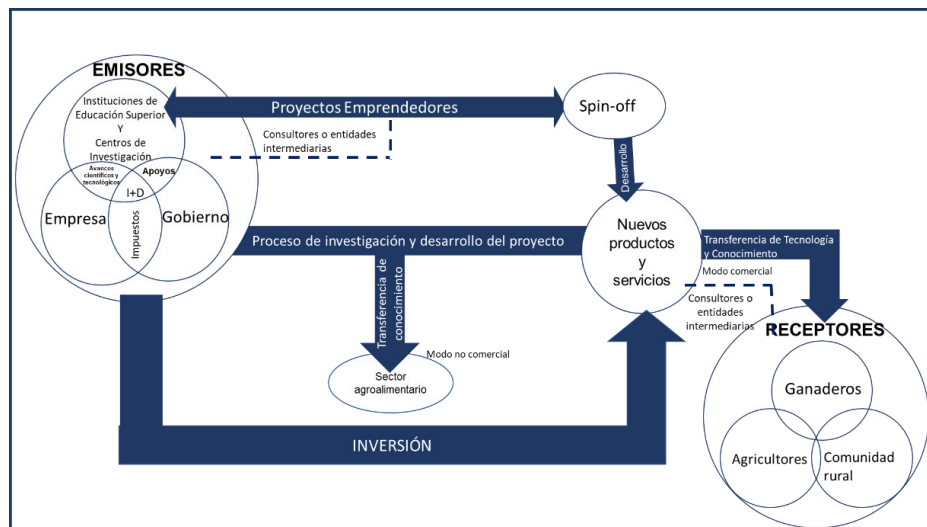 EMISORES
Instituciones de
Educación Superior
Y
Centros de
Investigación
Avances
científicos y
tecnológicos
Apoyos
I+D
Empresa
Gobierno
Impuestos
Proyectos Emprendedores
Consultores o entidades
intermediarias
Spin-off
Desarrollo
Proceso de investigación y desarrollo del proyecto
Nuevos
productos
y
servicios
Transferencia de Tecnología
y Conocimiento
Modo comercial
Consultores o
entidades
intermediarias
Transferencia de
conocimiento
Modo no comercial
Sector
agroalimentario
INVERSIÓN
RECEPTORES
Ganaderos
Agricultores
Comunidad
rural